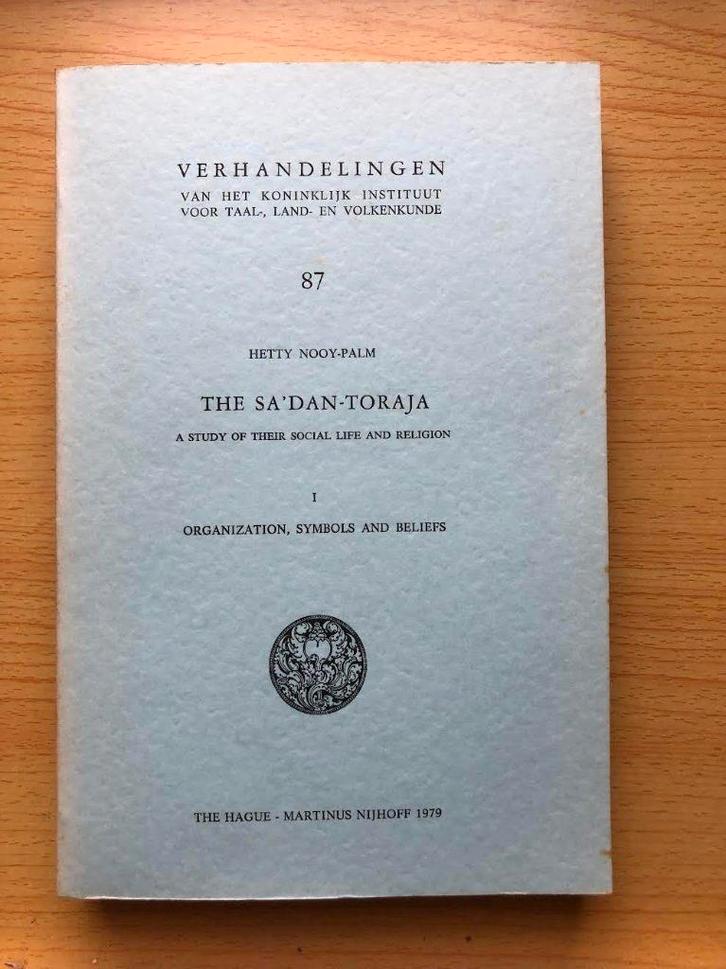 VERHANDELINGEN
VAN HET KONINKLIJK INSTITUUT
VOOR TAAL-, LAND- EN VOLKENKUNDE
87
HETTY NOOY-PALM
THE SA'DAN-TORAJA
A STUDY OF THEIR SOCIAL LIFE AND RELIGION
I
ORGANIZATION, SYMBOLS AND BELIEFS
THE HAGUE - MARTINUS NIJHOFF 1979